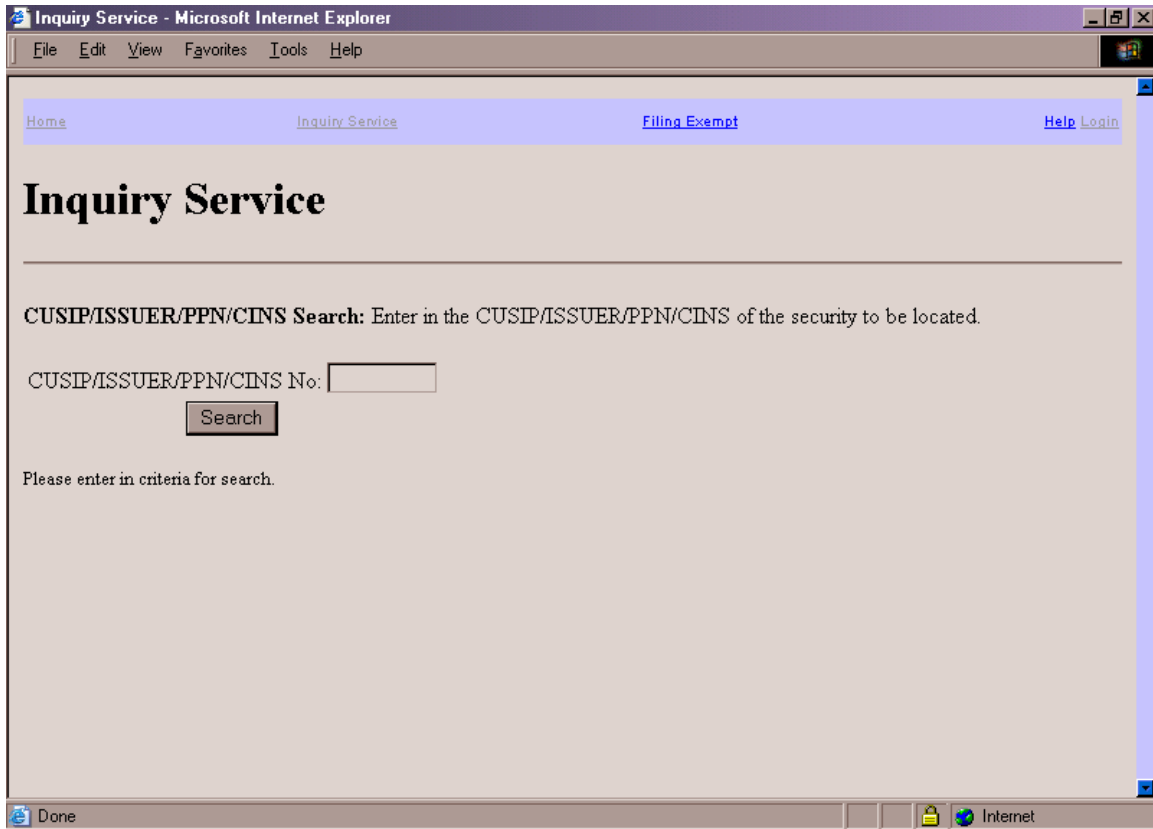 Inquiry Service - Microsoft Internet Explorer
File Edit View Favorites Tools Help
Home Inquiry Service Filing Exempt Help Login
Inquiry Service
CUSIP/ISSUER/PPN/CINS Search: Enter in the CUSIP/ISSUER/PPN/CINS of the security to be located.
CUSIP/ISSUER/PPN/CINS No:
Search
Please enter in criteria for search.
Done Internet